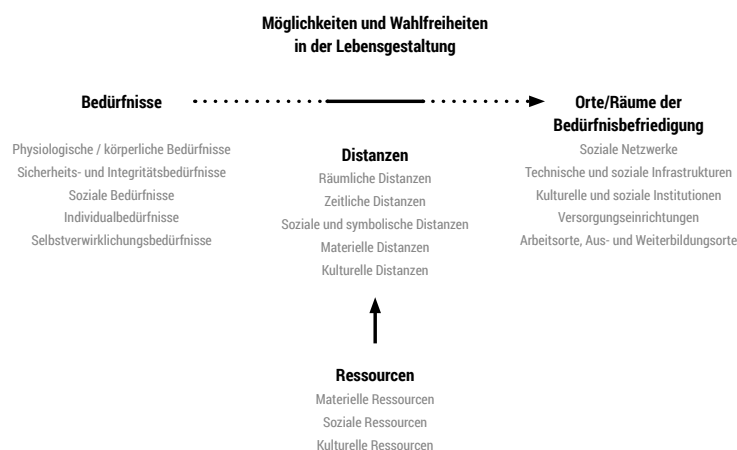 Möglichkeiten und Wahlfreiheiten
in der Lebensgestaltung
Bedürfnisse
Physiologische / körperliche Bedürfnisse
Sicherheits- und Integritätsbedürfnisse
Soziale Bedürfnisse
Individualbedürfnisse
Selbstverwirklichungsbedürfnisse
Distanzen
Räumliche Distanzen
Zeitliche Distanzen
Soziale und symbolische Distanzen
Materielle Distanzen
Kulturelle Distanzen
Orte/Räume der
Bedürfnisbefriedigung
Soziale Netzwerke
Technische und soziale Infrastrukturen
Kulturelle und soziale Institutionen
Versorgungseinrichtungen
Arbeitsorte, Aus- und Weiterbildungsorte
Ressourcen
Materielle Ressourcen
Soziale Ressourcen
Kulturelle Ressourcen